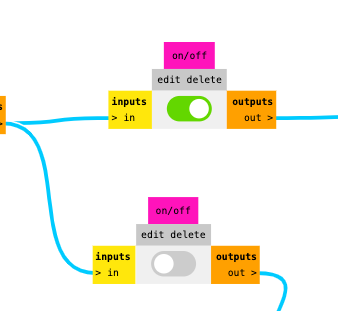 on/off
edit delete
inputs outputs
> in out >
on/off
edit delete
inputs outputs
> in out >